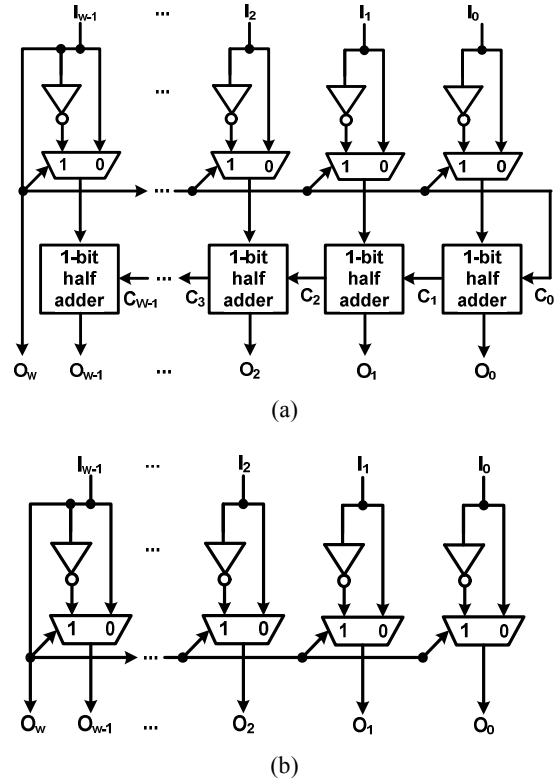 I_{w-1} ... I_2 I_1 I_0
1 0 1 0 1 0 1 0
...
1-bit half adder 1-bit half adder 1-bit half adder 1-bit half adder
C_{W-1} ... C_3 C_2 C_1 C_0
O_w O_{w-1} ... O_2 O_1 O_0
(a)
I_{w-1} ... I_2 I_1 I_0
...
1 0 1 0 1 0 1 0
...
O_w O_{w-1} ... O_2 O_1 O_0
(b)